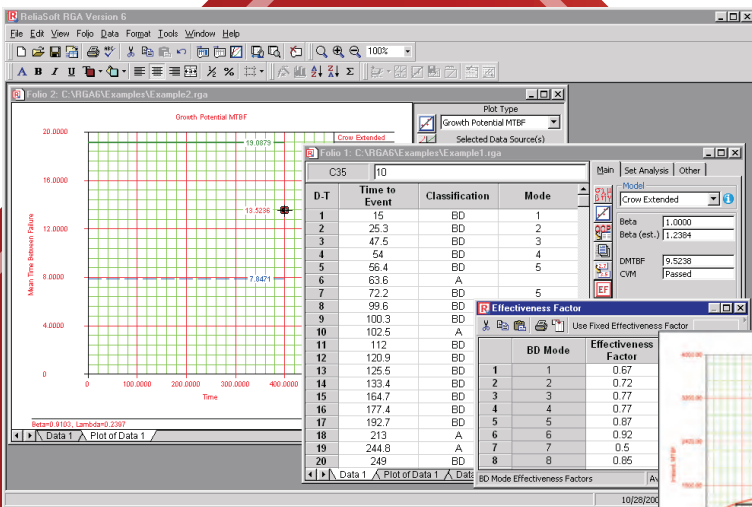 ReliaSoft RGA Version 6
File Edit View Folio Data Format Tools Window Help
100%
A B I U
Folio 2: C:\RGA6\Examples\Example2.rga
Growth Potential MTBF
Plot Type
Growth Potential MTBF
Selected Data Source(s)
Crow Extended
Mean Time Between Failure
20.0000
16.0000
12.0000
8.0000
4.0000
0
19.0879
13.5236
7.8471
0 100.0000 200.0000 300.0000 400.0000
Time
Beta=0.9103, Lambda=0.2397
Data 1 Plot of Data 1
Folio 1: C:\RGA6\Examples\Example1.rga
C35 10
D-T Time to Event Classification Mode
1 15 BD 1
2 25.3 BD 2
3 47.5 BD 3
4 54 BD 4
5 56.4 BD 5
6 63.6 A
7 72.2 BD 5
8 99.6 BD
9 100.3 BD
10 102.5 A
11 112 BD
12 120.9 BD
13 125.5 BD
14 133.4 BD
15 164.7 BD
16 177.4 BD
17 192.7 BD
18 213 A
19 244.8 A
20 249 BD
Data 1 Plot of Data 1
Main Set Analysis Other
Model
Crow Extended
Beta 1.0000
Beta (est.) 1.2384
DMTBF 9.5238
CVM Passed
EF
Effectiveness Factor
Use Fixed Effectiveness Factor
BD Mode Effectiveness Factor
1 1 0.67
2 2 0.72
3 3 0.77
4 4 0.77
5 5 0.87
6 6 0.92
7 7 0.5
8 8 0.85
BD Mode Effectiveness Factors